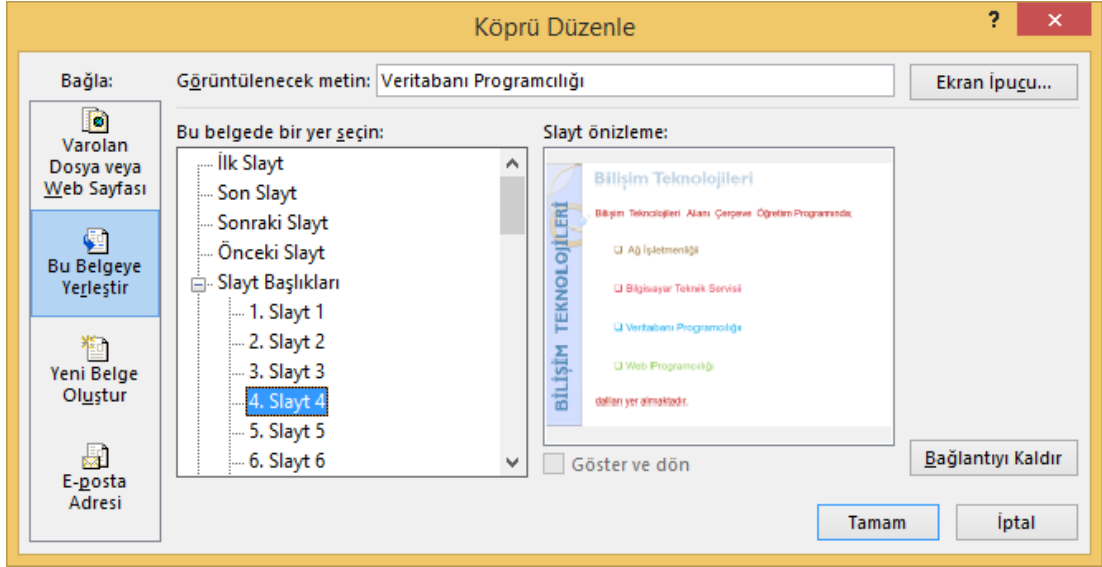 Köprü Düzenle
?
×
Bağla:
Görüntülenecek metin:
Veritabanı Programcılığı
Ekran İpucu...
Varolan
Dosya veya
Web Sayfası
Bu Belgeye
Yerleştir
Yeni Belge
Oluştur
E-posta
Adresi
Bu belgede bir yer seçin:
İlk Slayt
Son Slayt
Sonraki Slayt
Önceki Slayt
Slayt Başlıkları
1. Slayt 1
2. Slayt 2
3. Slayt 3
4. Slayt 4
5. Slayt 5
6. Slayt 6
Slayt önizleme:
BİLİŞİM TEKNOLOJİLERİ
Bilişim Teknolojileri
Bilişim Teknolojileri Alanı Çerçeve Öğretim Programında;
Ağ İşletmenliği
Bilgisayar Teknik Servisi
Veritabanı Programcılığı
Web Programcılığı
dalları yer almaktadır.
Göster ve dön
Bağlantıyı Kaldır
Tamam
İptal